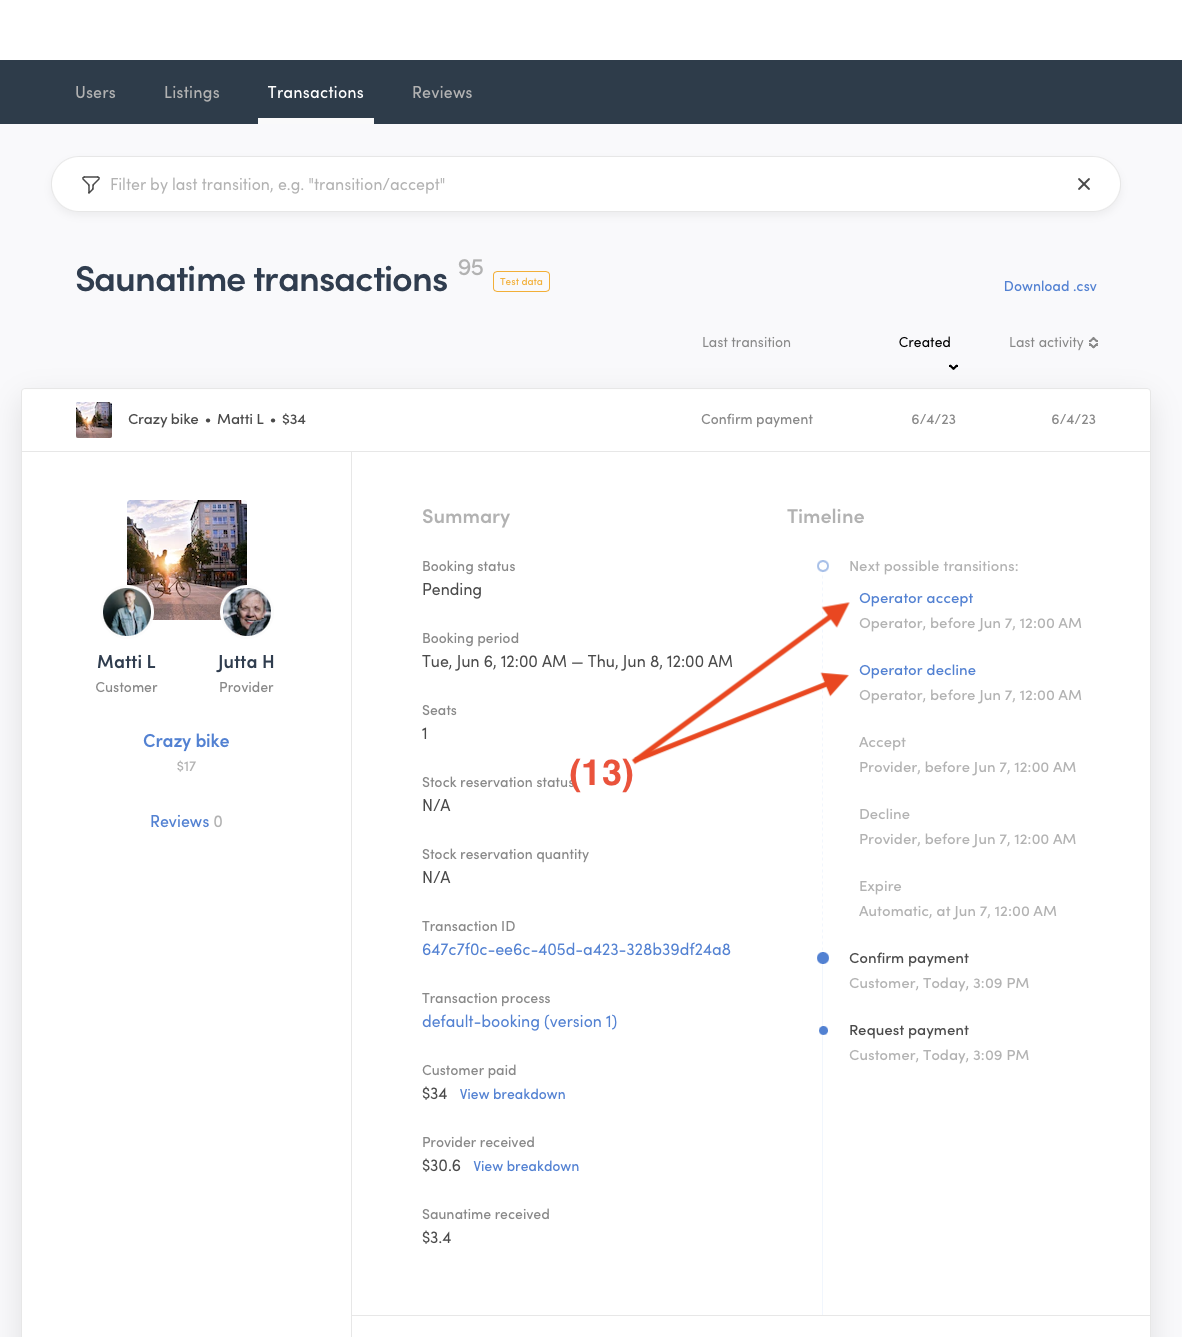 Users Listings Transactions Reviews
Filter by last transition, e.g. "transition/accept"
Saunatime transactions 95 Test data
Download .csv
Last transition Created Last activity
Crazy bike • Matti L • $34 Confirm payment 6/4/23 6/4/23
Matti L Jutta H
Customer Provider
Crazy bike
$17
Reviews 0
Summary
Booking status
Pending
Booking period
Tue, Jun 6, 12:00 AM — Thu, Jun 8, 12:00 AM
Seats
1
(13)
Stock reservation status
N/A
Stock reservation quantity
N/A
Transaction ID
647c7f0c-ee6c-405d-a423-328b39df24a8
Transaction process
default-booking (version 1)
Customer paid
$34 View breakdown
Provider received
$30.6 View breakdown
Saunatime received
$3.4
Timeline
Next possible transitions:
Operator accept
Operator, before Jun 7, 12:00 AM
Operator decline
Operator, before Jun 7, 12:00 AM
Accept
Provider, before Jun 7, 12:00 AM
Decline
Provider, before Jun 7, 12:00 AM
Expire
Automatic, at Jun 7, 12:00 AM
Confirm payment
Customer, Today, 3:09 PM
Request payment
Customer, Today, 3:09 PM